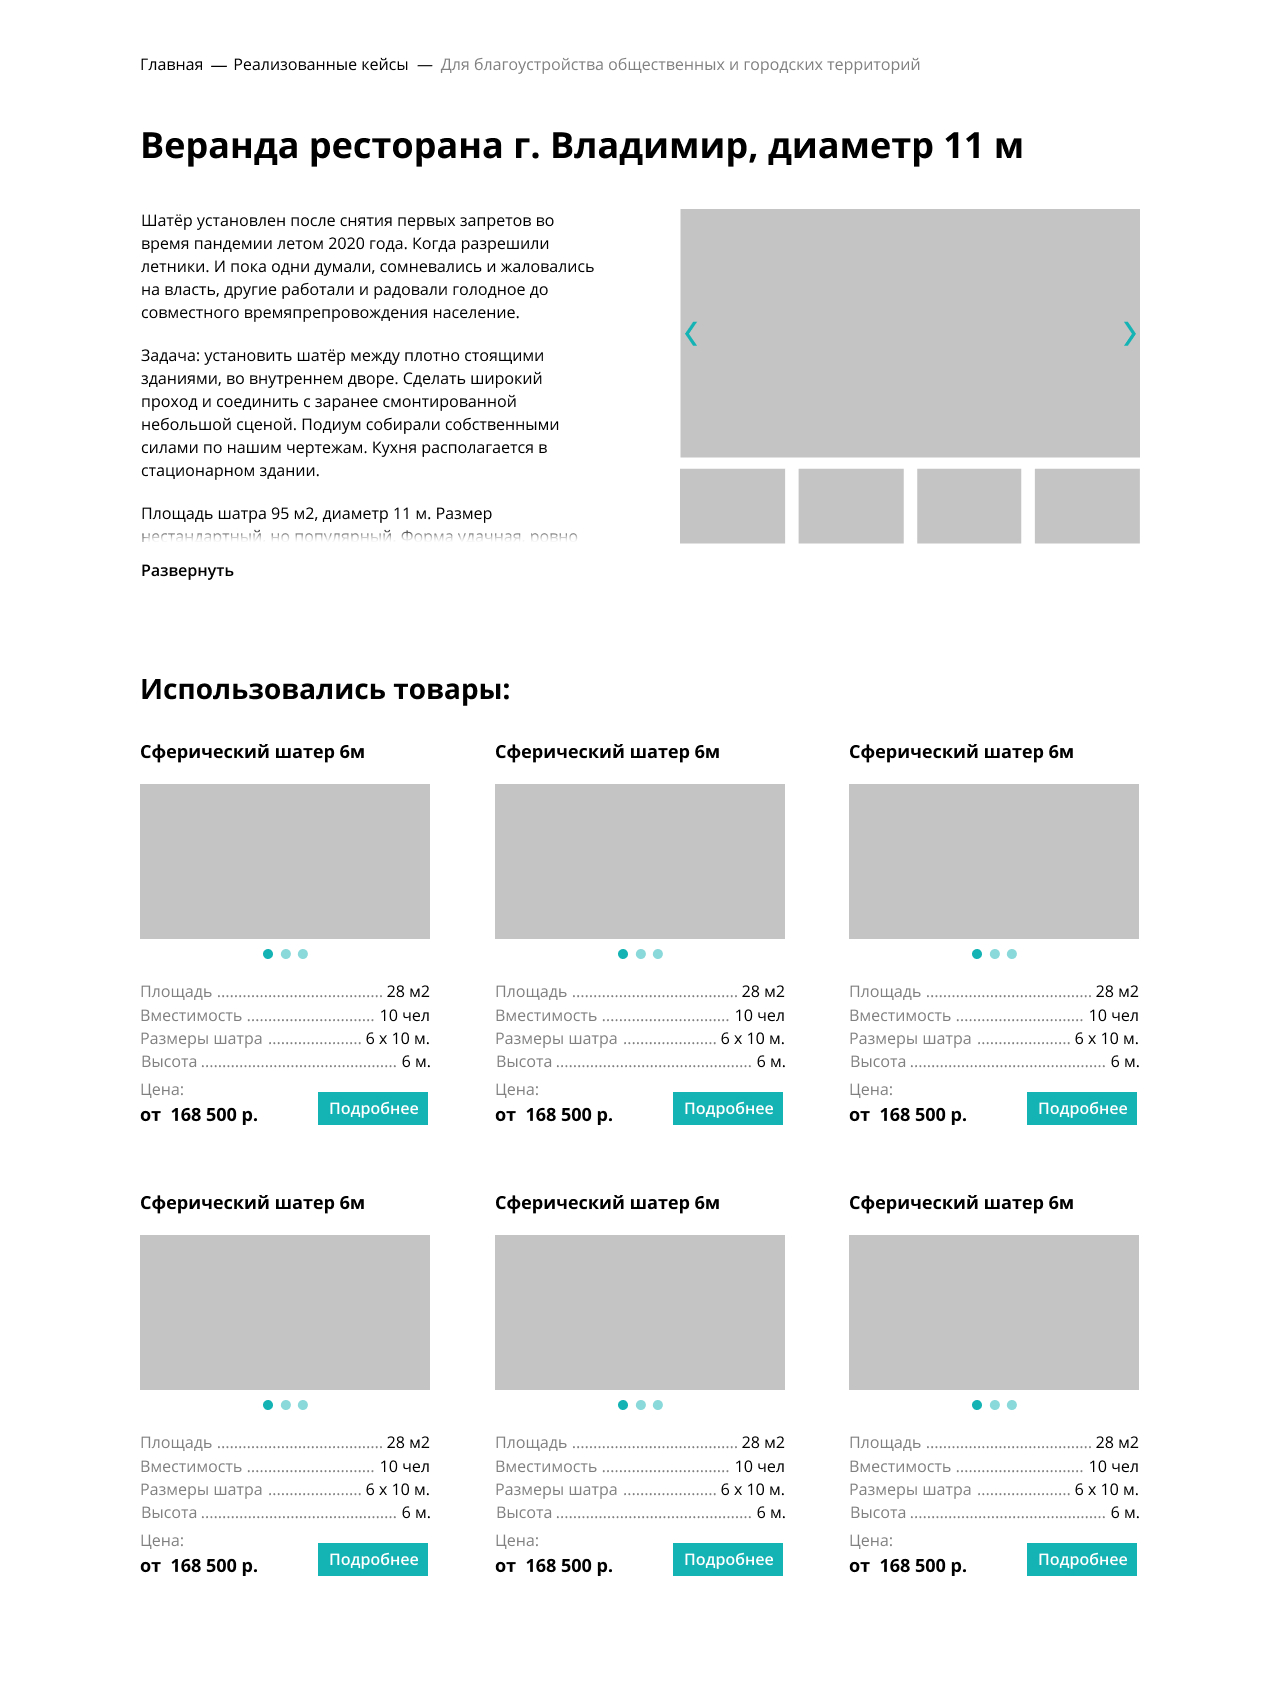 Главная — Реализованные кейсы — Для благоустройства общественных и городских территорий
Веранда ресторана г. Владимир, диаметр 11 м
Шатёр установлен после снятия первых запретов во
время пандемии летом 2020 года. Когда разрешили
летники. И пока одни думали, сомневались и жаловались
на власть, другие работали и радовали голодное до
совместного времяпрепровождения население.
Задача: установить шатёр между плотно стоящими
зданиями, во внутреннем дворе. Сделать широкий
проход и соединить с заранее смонтированной
небольшой сценой. Подиум собирали собственными
силами по нашим чертежам. Кухня располагается в
стационарном здании.
Площадь шатра 95 м2, диаметр 11 м. Размер
нестандартный, но популярный. Форма удачная, ровно
Развернуть
Использовались товары:
Сферический шатер 6м Сферический шатер 6м Сферический шатер 6м
Площадь ....................................... 28 м2 Площадь ....................................... 28 м2 Площадь ....................................... 28 м2
Вместимость .............................. 10 чел Вместимость .............................. 10 чел Вместимость .............................. 10 чел
Размеры шатра ...................... 6 х 10 м. Размеры шатра ...................... 6 х 10 м. Размеры шатра ...................... 6 х 10 м.
Высота .............................................. 6 м. Высота .............................................. 6 м. Высота .............................................. 6 м.
Цена: Цена: Цена:
от 168 500 р. Подробнее от 168 500 р. Подробнее от 168 500 р. Подробнее
Сферический шатер 6м Сферический шатер 6м Сферический шатер 6м
Площадь ....................................... 28 м2 Площадь ....................................... 28 м2 Площадь ....................................... 28 м2
Вместимость .............................. 10 чел Вместимость .............................. 10 чел Вместимость .............................. 10 чел
Размеры шатра ...................... 6 х 10 м. Размеры шатра ...................... 6 х 10 м. Размеры шатра ...................... 6 х 10 м.
Высота .............................................. 6 м. Высота .............................................. 6 м. Высота .............................................. 6 м.
Цена: Цена: Цена:
от 168 500 р. Подробнее от 168 500 р. Подробнее от 168 500 р. Подробнее